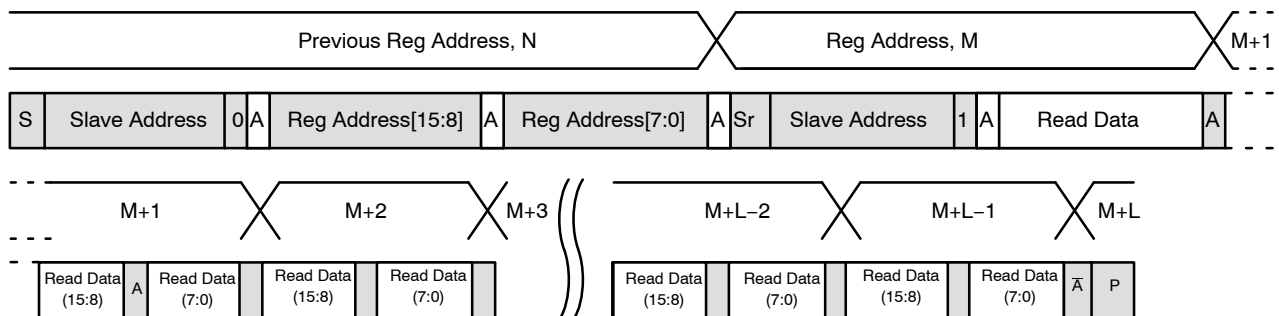 Previous Reg Address, N Reg Address, M M+1
S Slave Address 0 A Reg Address[15:8] A Reg Address[7:0] A Sr Slave Address 1 A Read Data A
M+1 M+2 M+3 M+L−2 M+L−1 M+L
Read Data (15:8) A Read Data (7:0) Read Data (15:8) Read Data (7:0) Read Data (15:8) Read Data (7:0) Read Data (15:8) Read Data (7:0) A̅ P